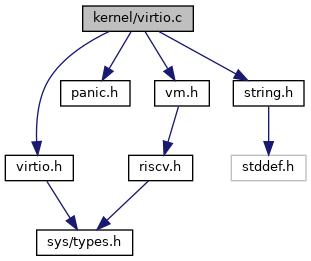 kernel/virtio.c
panic.h
vm.h
string.h
virtio.h
riscv.h
stddef.h
sys/types.h